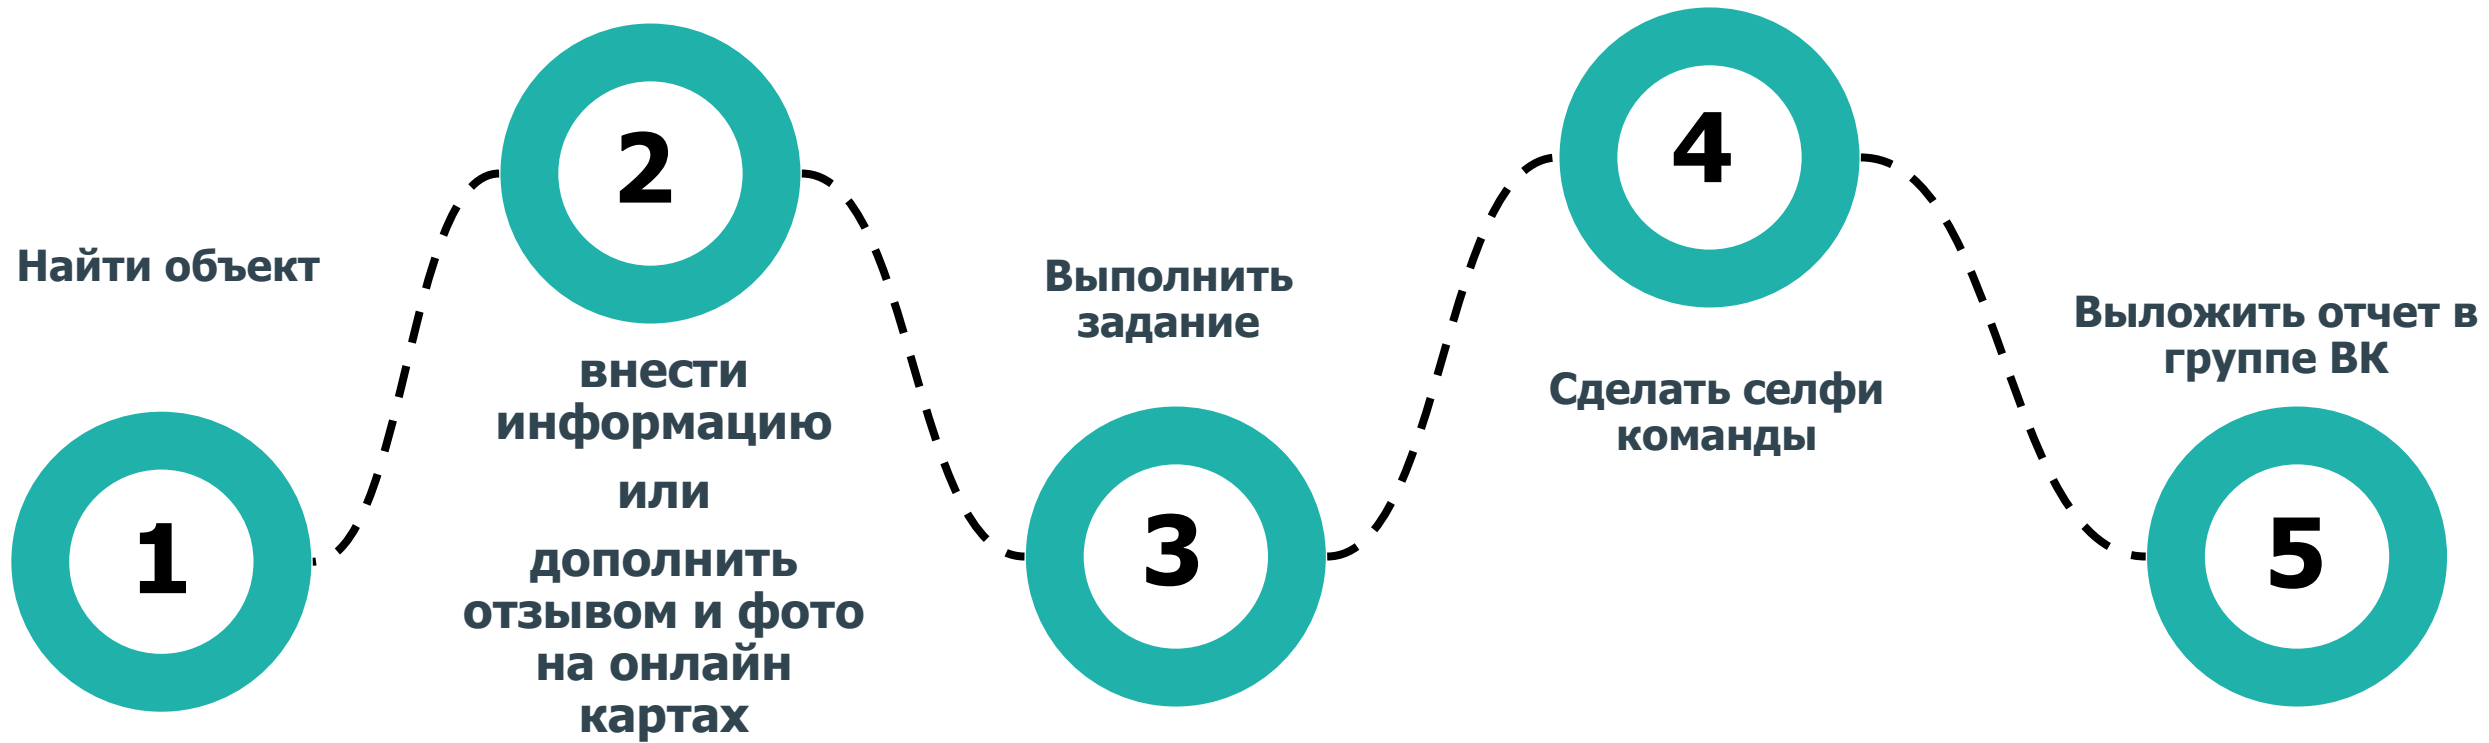 Найти объект
1
2
внести
информацию
или
дополнить
отзывом и фото
на онлайн
картах
Выполнить
задание
3
4
Сделать селфи
команды
Выложить отчет в
группе ВК
5